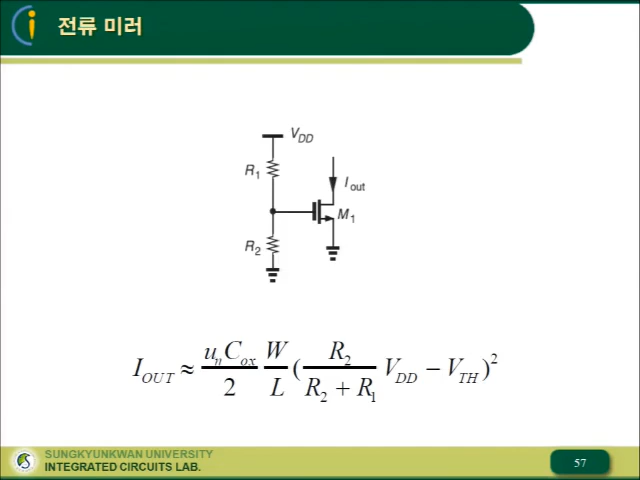 전류 미러
V_DD
R_1
I_out
M_1
R_2
I_OUT ≈ u_n C_ox / 2 W / L ( R_2 / R_2 + R_1 V_DD − V_TH )^2
SUNGKYUNKWAN UNIVERSITY
INTEGRATED CIRCUITS LAB.
57